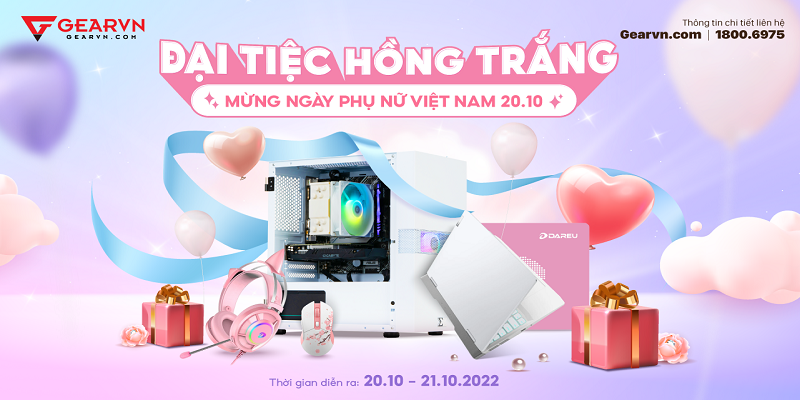 GEARVN
GEARVN.COM
Thông tin chi tiết liên hệ
Gearvn.com | 1800.6975
ĐẠI TIỆC HỒNG TRẮNG
MỪNG NGÀY PHỤ NỮ VIỆT NAM 20.10
DAREU
Thời gian diễn ra: 20.10 - 21.10.2022